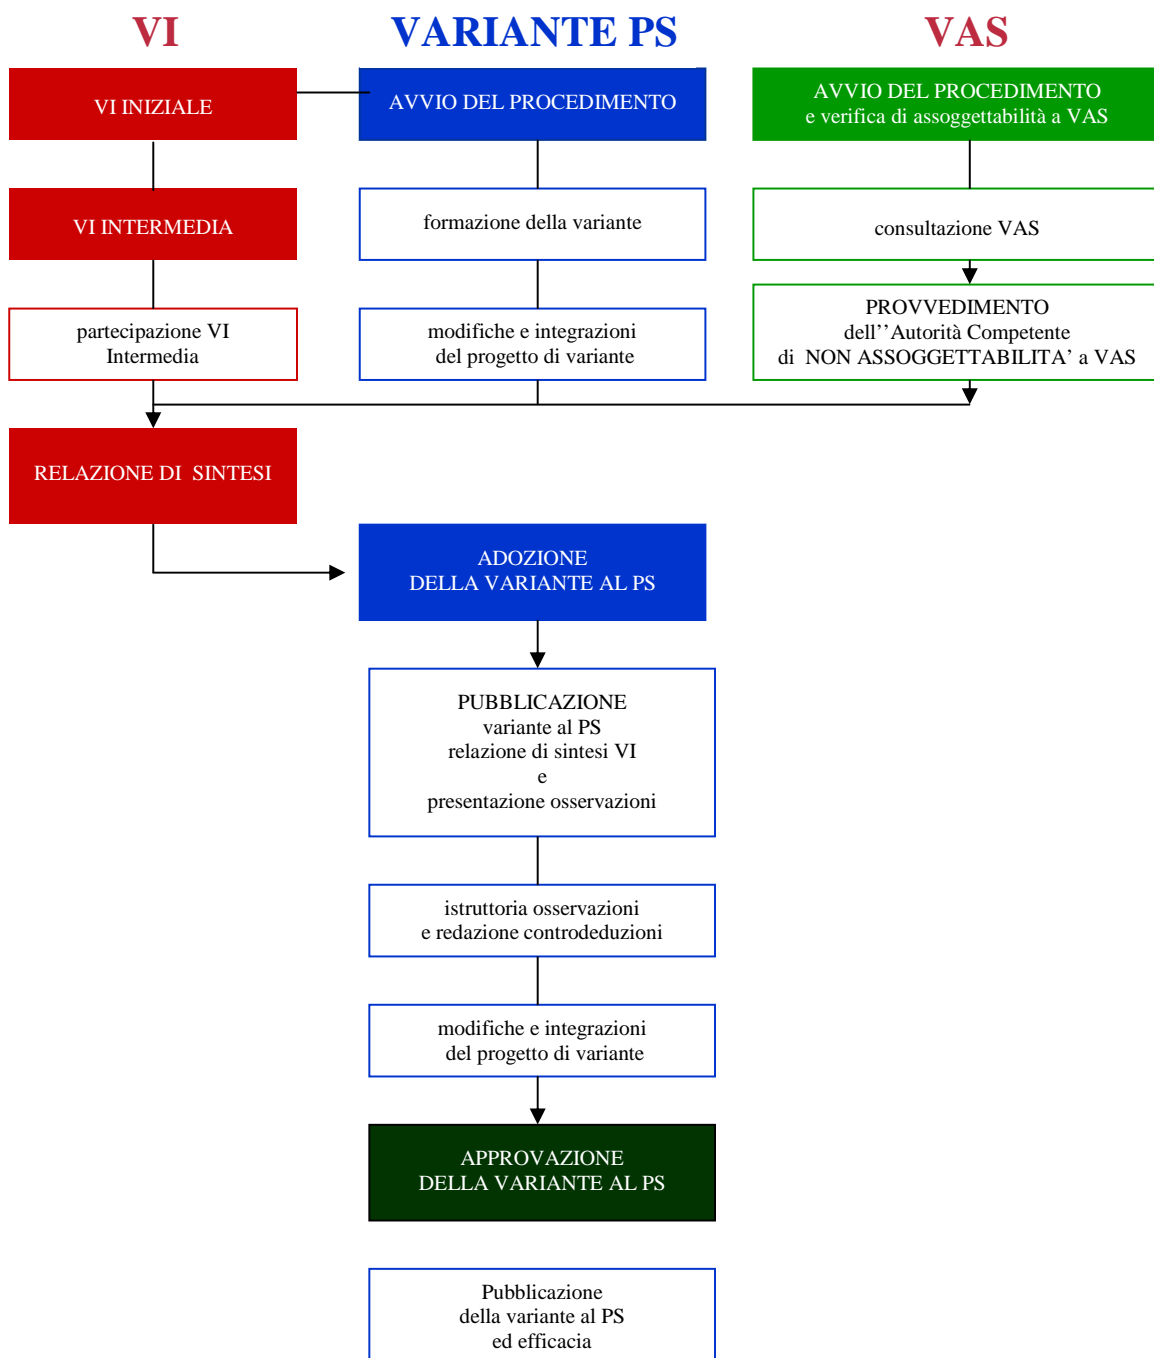 VI
VARIANTE PS
VAS
VI INIZIALE
AVVIO DEL PROCEDIMENTO
AVVIO DEL PROCEDIMENTO
e verifica di assoggettabilità a VAS
VI INTERMEDIA
formazione della variante
consultazione VAS
partecipazione VI
Intermedia
modifiche e integrazioni
del progetto di variante
PROVVEDIMENTO
dell''Autorità Competente
di NON ASSOGGETTABILITA' a VAS
RELAZIONE DI SINTESI
ADOZIONE
DELLA VARIANTE AL PS
PUBBLICAZIONE
variante al PS
relazione di sintesi VI
e
presentazione osservazioni
istruttoria osservazioni
e redazione controdeduzioni
modifiche e integrazioni
del progetto di variante
APPROVAZIONE
DELLA VARIANTE AL PS
Pubblicazione
della variante al PS
ed efficacia